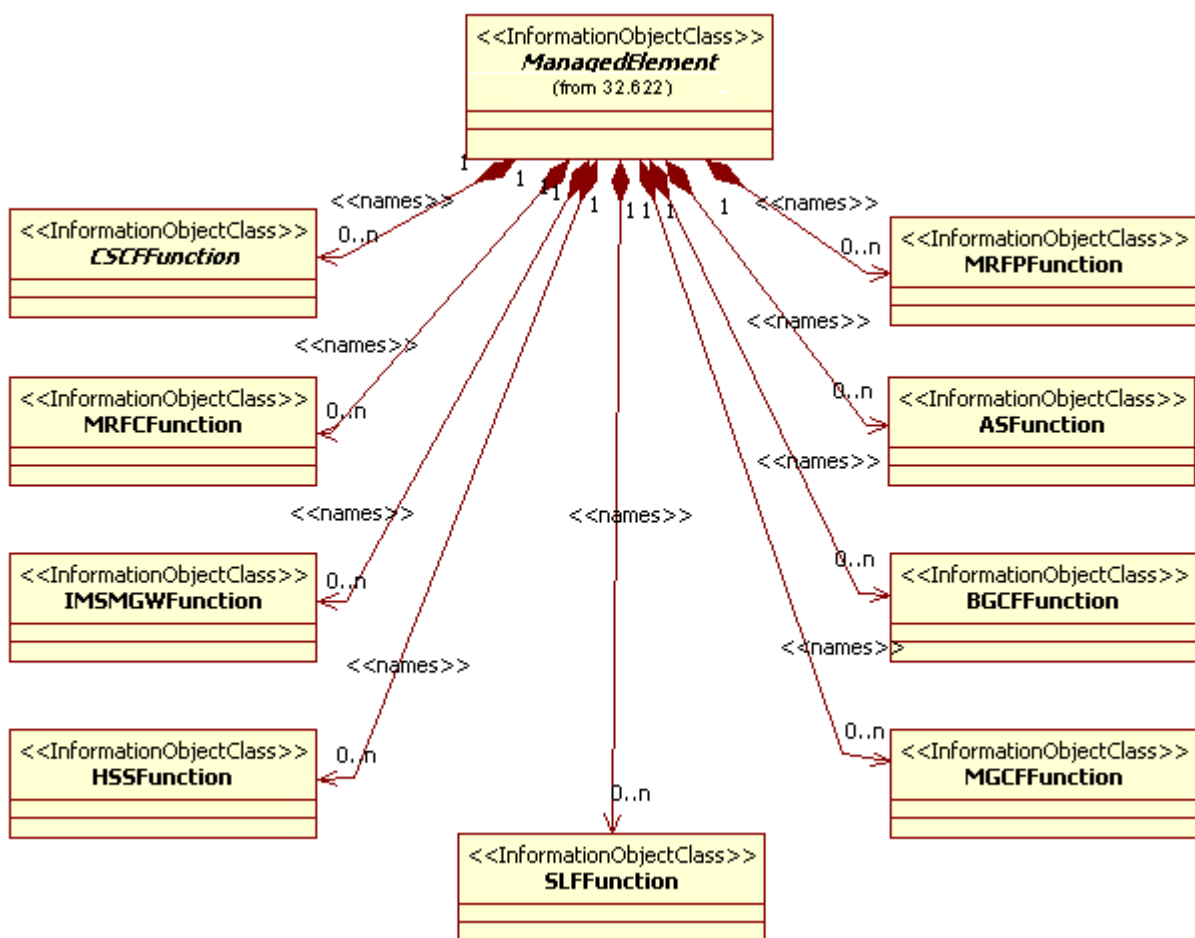 <<InformationObjectClass>>
ManagedElement
(from 32.622)
1
1
1
1
1
1
1
1
1
<<names>>
<<names>>
<<InformationObjectClass>>
CSCFFunction
0..n
0..n
<<InformationObjectClass>>
MRFPFunction
<<names>>
<<names>>
<<InformationObjectClass>>
MRFCFunction
0..n
0..n
<<InformationObjectClass>>
ASFunction
<<names>>
<<names>>
<<names>>
<<InformationObjectClass>>
IMSMGWFunction
0..n
0..n
<<InformationObjectClass>>
BGCFFunction
<<names>>
<<names>>
<<InformationObjectClass>>
HSSFunction
0..n
0..n
<<InformationObjectClass>>
MGCFFunction
0..n
<<InformationObjectClass>>
SLFFunction